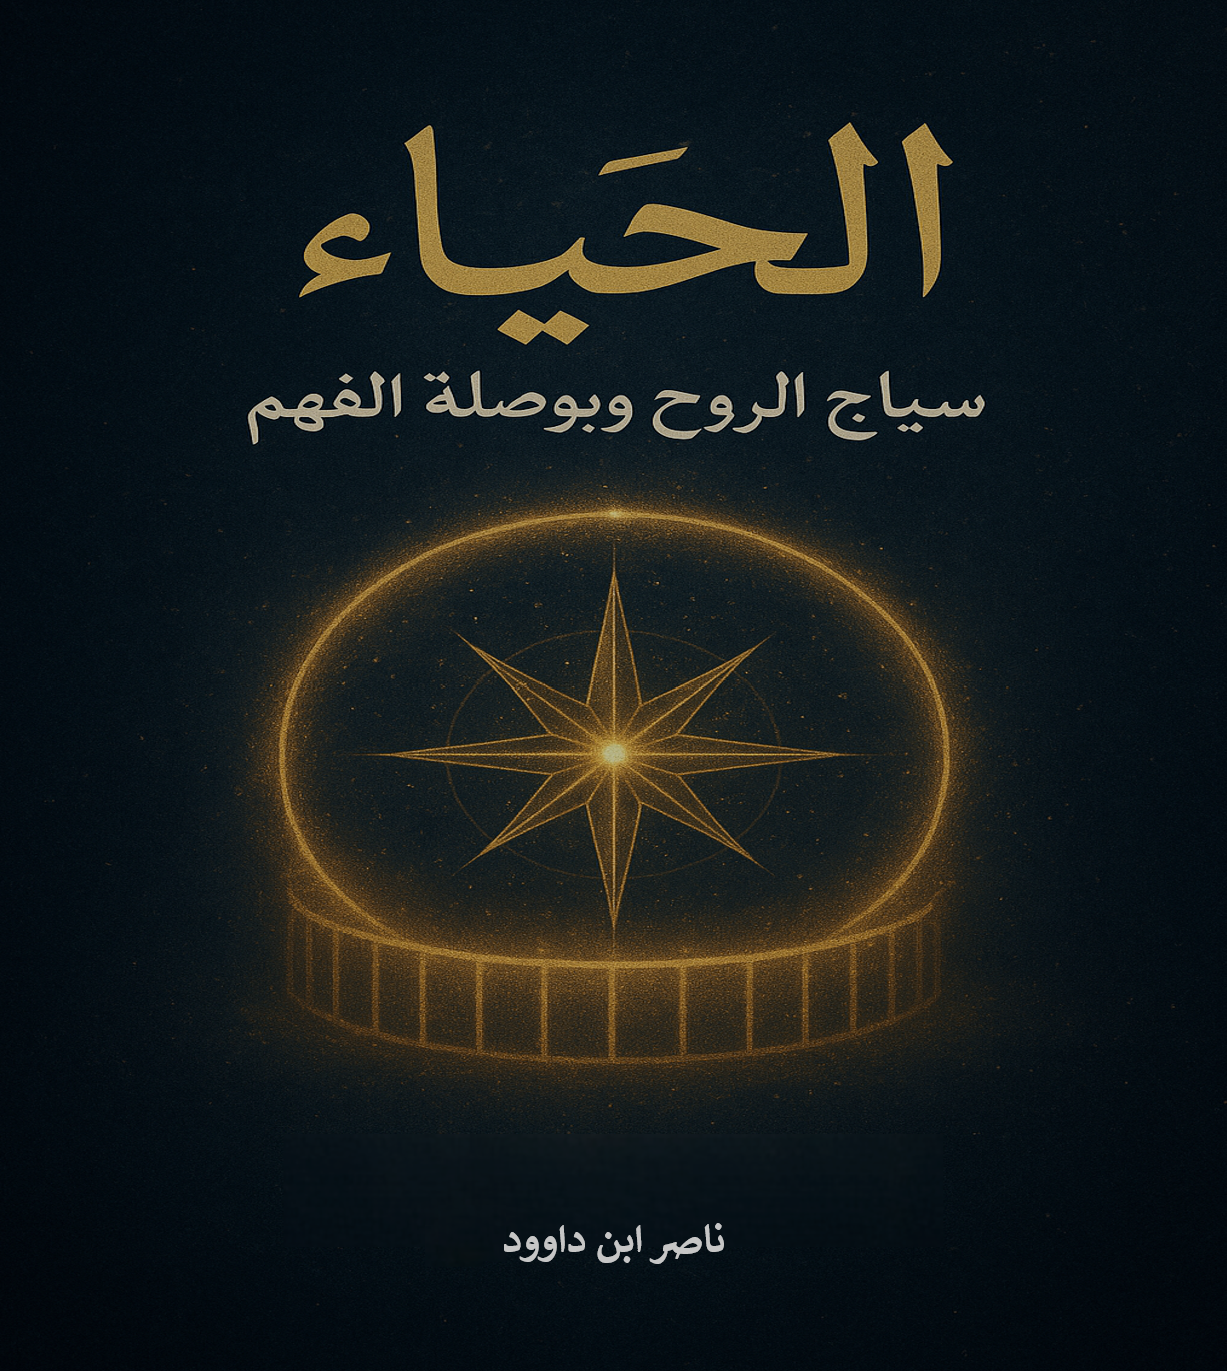 الحَياء
سياج الروح وبوصلة الفهم
ناصر ابن داوود